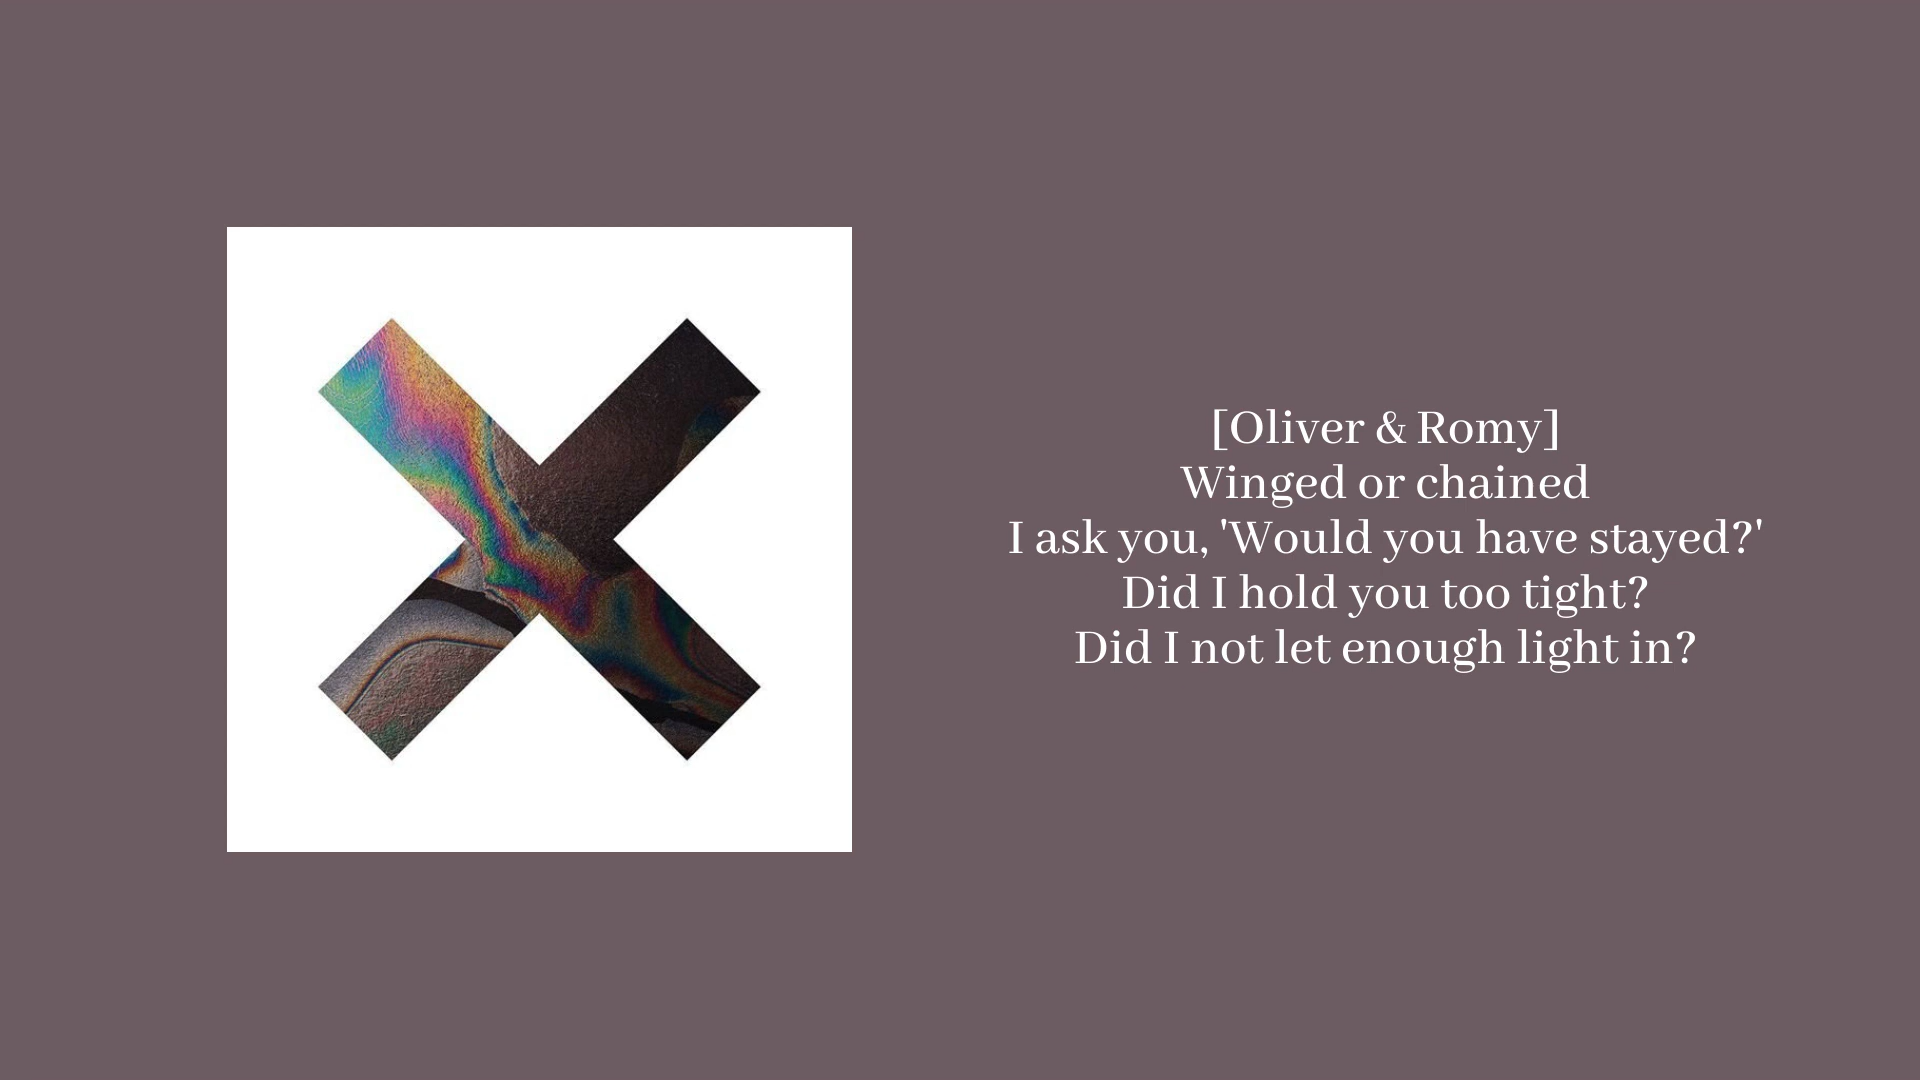 [Oliver & Romy]
Winged or chained
I ask you, 'Would you have stayed?'
Did I hold you too tight?
Did I not let enough light in?